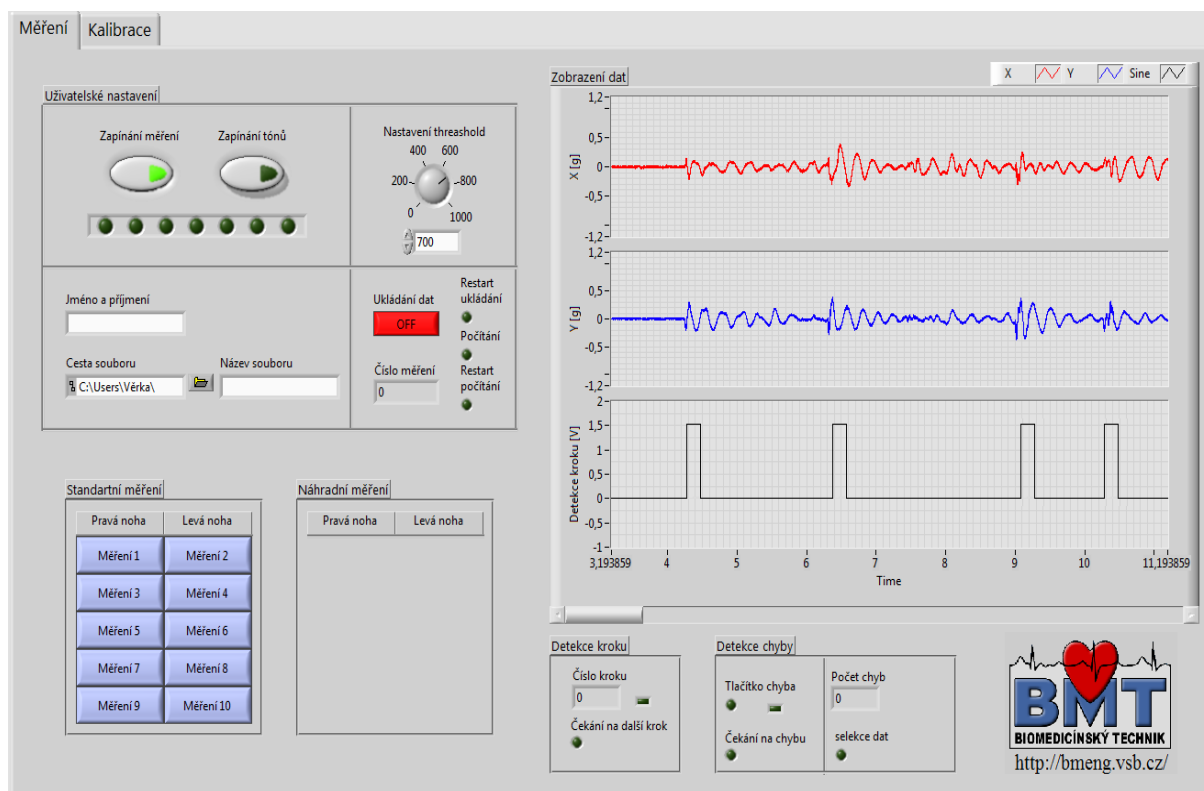 Měření Kalibrace
Uživatelské nastavení
Zapínání měření Zapínání tónů
Nastavení threashold
400 600
200 800
0 1000
700
Jméno a příjmení
Cesta souboru Název souboru
C:\Users\Věrka\
Ukládání dat
OFF
Číslo měření
0
Restart
ukládání
Počítání
Restart
počítání
Standartní měření
Pravá noha Levá noha
Měření 1 Měření 2
Měření 3 Měření 4
Měření 5 Měření 6
Měření 7 Měření 8
Měření 9 Měření 10
Náhradní měření
Pravá noha Levá noha
Zobrazení dat
X Y Sine
X [g]
1,2
0,5
0
-0,5
-1,2
Y [g]
1,2
0,5
0
-0,5
-1,2
Detekce kroku [V]
2
1,5
1
0,5
0
-0,5
-1
3,193859 4 5 6 7 8 9 10 11,193859
Time
Detekce kroku
Číslo kroku
0
Čekání na další krok
Detekce chyby
Tlačítko chyba
Čekání na chybu
Počet chyb
0
selekce dat
BMT
BIOMEDICÍNSKÝ TECHNIK
http://bmeng.vsb.cz/